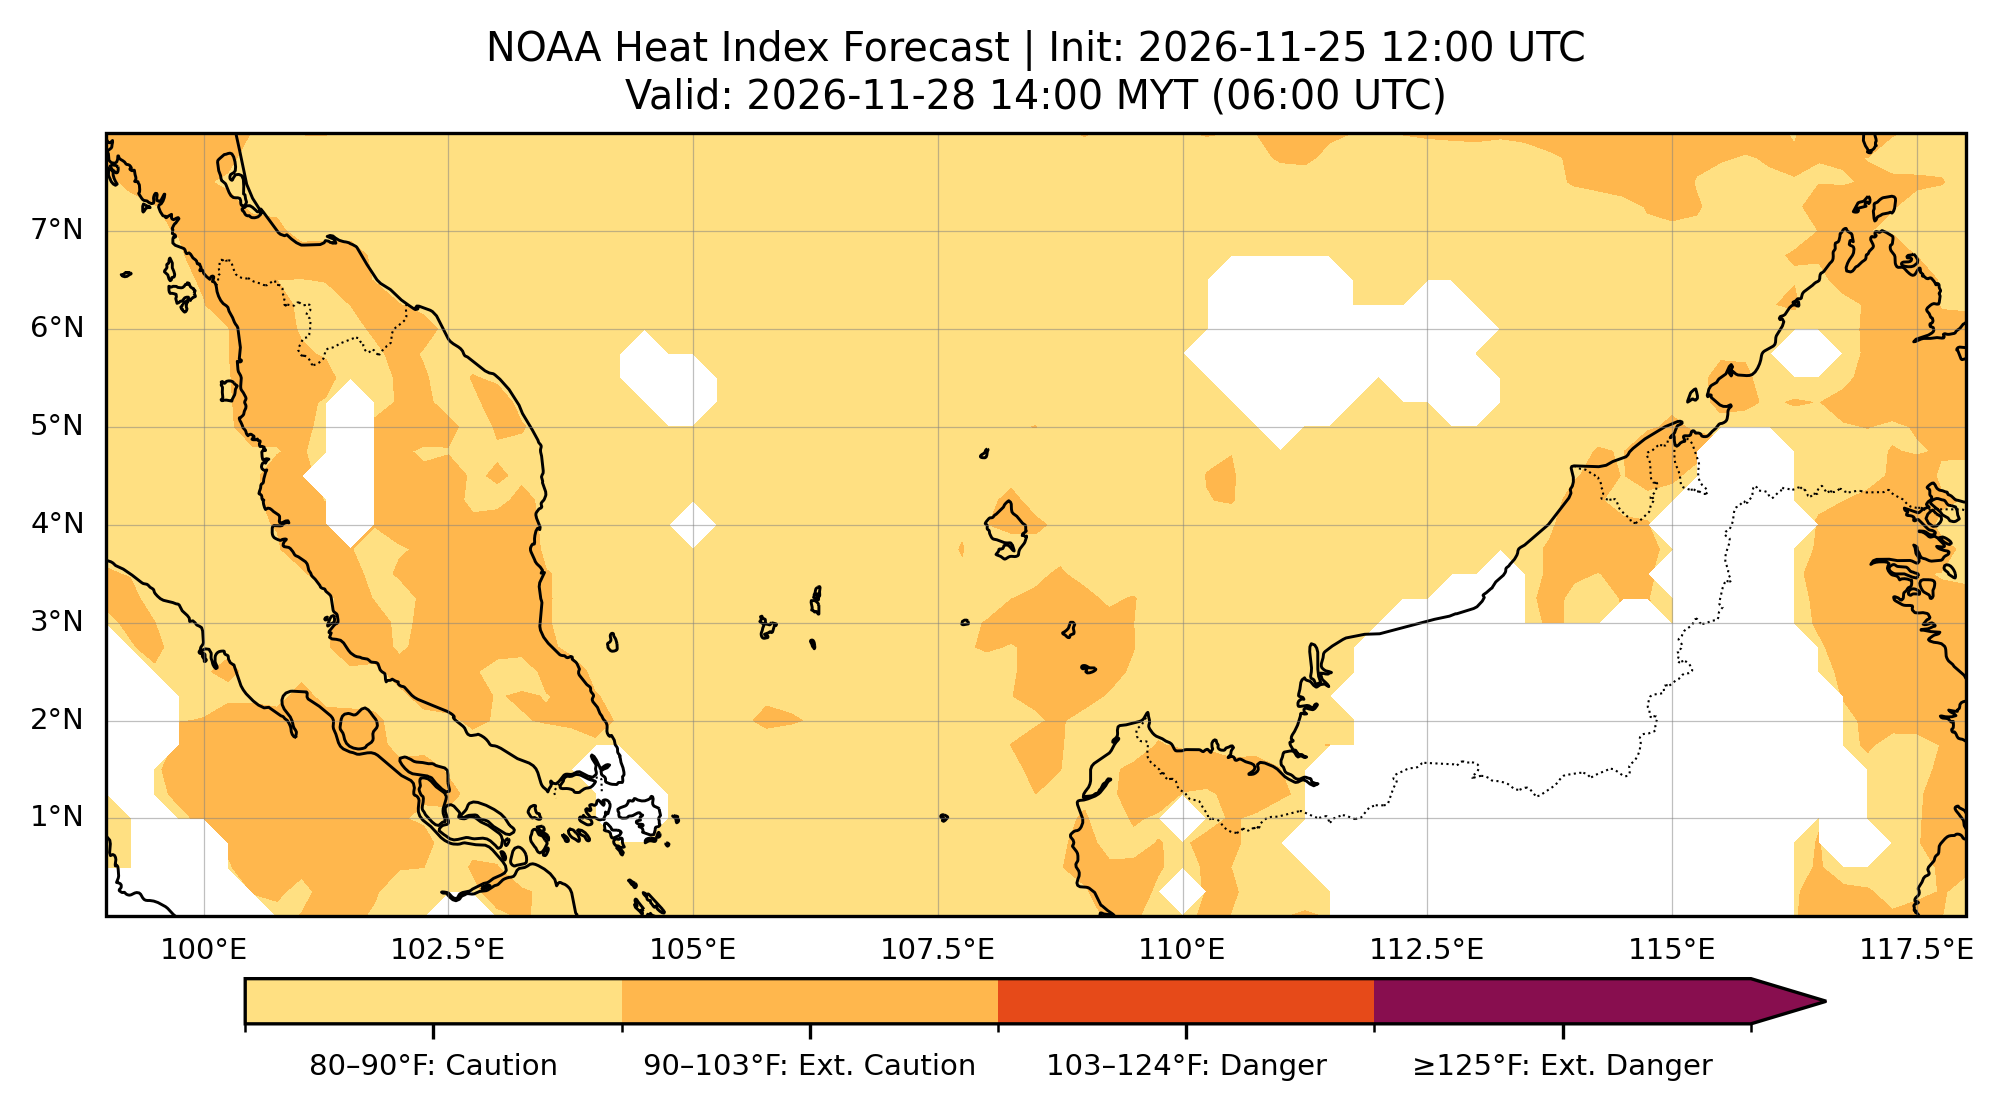 NOAA Heat Index Forecast | Init: 2026-11-25 12:00 UTC
Valid: 2026-11-28 14:00 MYT (06:00 UTC)
7°N
6°N
5°N
4°N
3°N
2°N
1°N
100°E 102.5°E 105°E 107.5°E 110°E 112.5°E 115°E 117.5°E
80–90°F: Caution 90–103°F: Ext. Caution 103–124°F: Danger ≥125°F: Ext. Danger